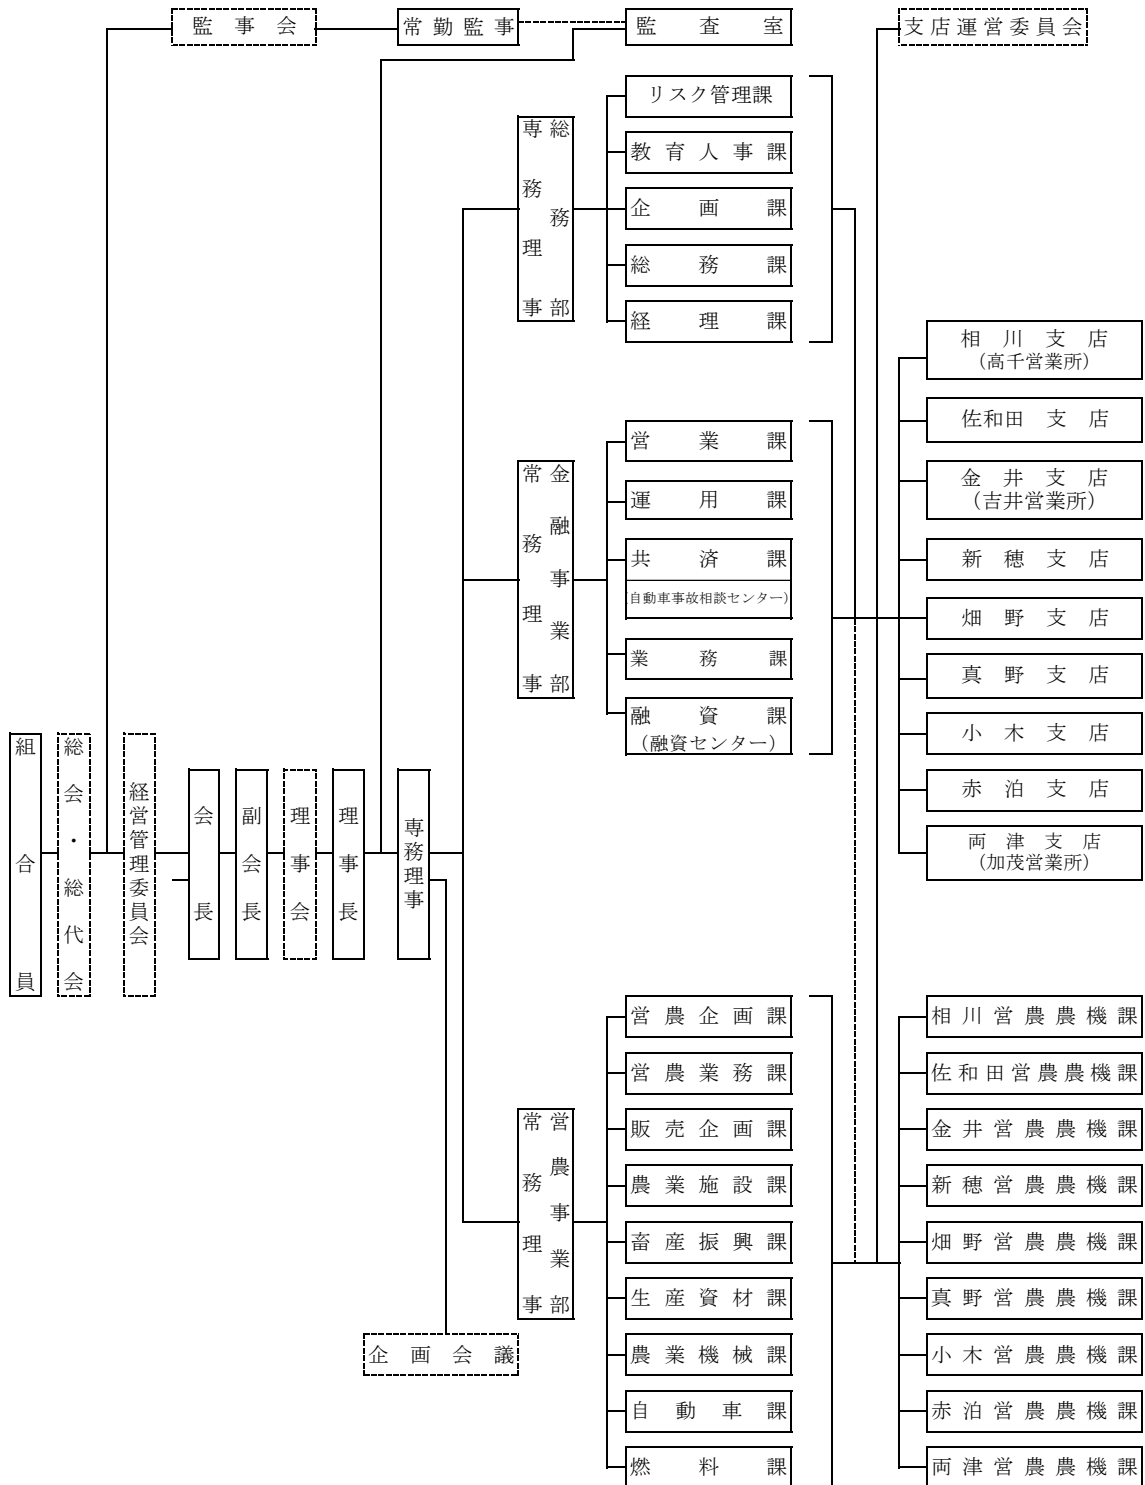 監事会
常勤監事
監査室
支店運営委員会
リスク管理課
教育人事課
企画課
総務課
経理課
総務部
専務理事
営業課
運用課
共済課
(自動車事故相談センター)
業務課
融資課
(融資センター)
金融事業部
常務理事
相川支店
(高千営業所)
佐和田支店
金井支店
(吉井営業所)
新穂支店
畑野支店
真野支店
小木支店
赤泊支店
両津支店
(加茂営業所)
組合員
総会・総代会
経営管理委員会
会長
副会長
理事会
理事長
専務理事
営農企画課
営農業務課
販売企画課
農業施設課
畜産振興課
生産資材課
農業機械課
自動車課
燃料課
営農事業部
常務理事
企画会議
相川営農農機課
佐和田営農農機課
金井営農農機課
新穂営農農機課
畑野営農農機課
真野営農農機課
小木営農農機課
赤泊営農農機課
両津営農農機課